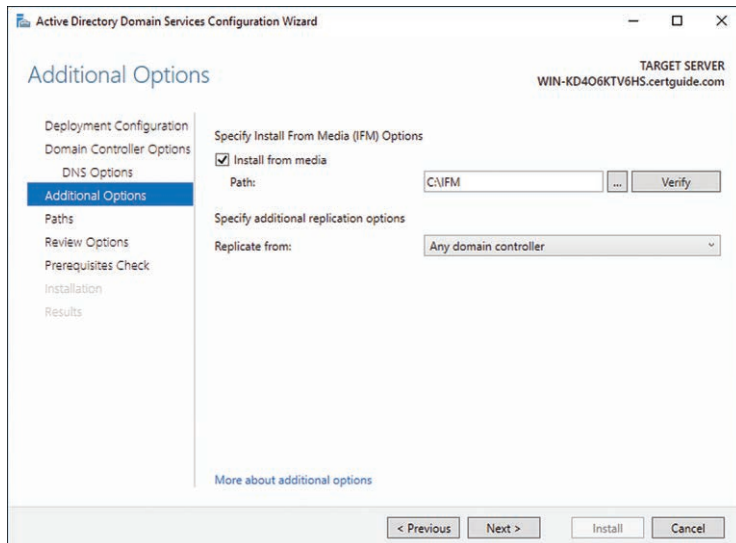 Active Directory Domain Services Configuration Wizard
Additional Options
TARGET SERVER
WIN-KD4O6KTV6HS.certguide.com
Deployment Configuration
Domain Controller Options
DNS Options
Additional Options
Paths
Review Options
Prerequisites Check
Installation
Results
Specify Install From Media (IFM) Options
Install from media
Path: C:\IFM ... Verify
Specify additional replication options
Replicate from: Any domain controller
More about additional options
< Previous Next > Install Cancel